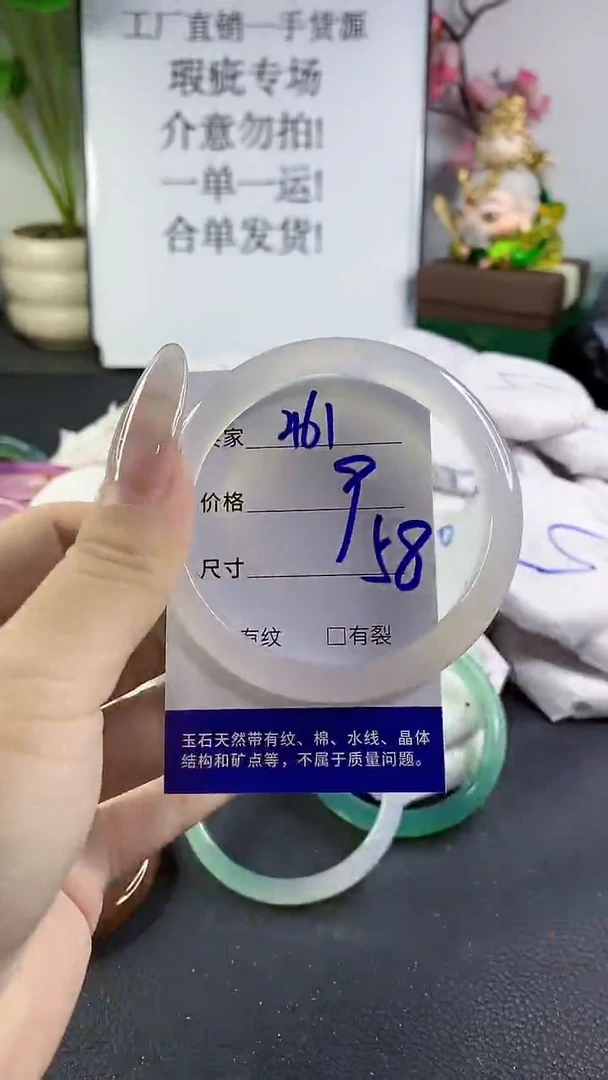 工厂直销一手货源
瑕疵专场
介意勿拍!
一单一运!
合单发货!
家
价格 9
尺寸 58
有纹 □有裂
玉石天然带有纹、棉、水线、晶体
结构和矿点等，不属于质量问题。